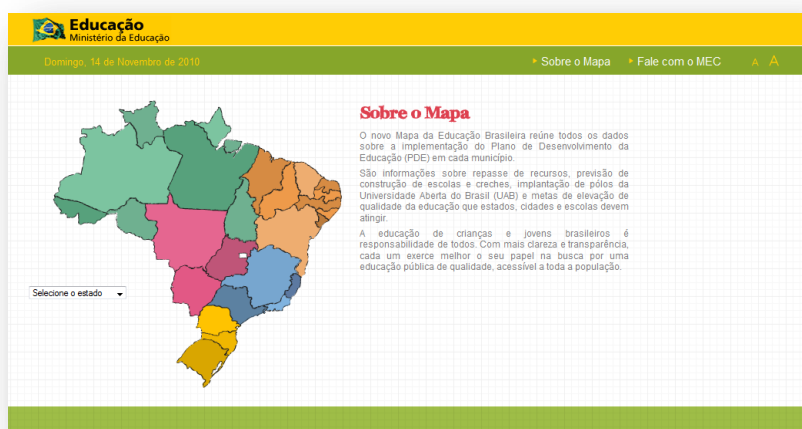 Educação
Ministério da Educação
Domingo, 14 de Novembro de 2010
Sobre o Mapa
Fale com o MEC
A A
Sobre o Mapa
O novo Mapa da Educação Brasileira reúne todos os dados
sobre a implementação do Plano de Desenvolvimento da
Educação (PDE) em cada município.
São informações sobre repasse de recursos, previsão de
construção de escolas e creches, implantação de pólos da
Universidade Aberta do Brasil (UAB) e metas de elevação de
qualidade da educação que estados, cidades e escolas devem
atingir.
A educação de crianças e jovens brasileiros é
responsabilidade de todos. Com mais clareza e transparência,
cada um exerce melhor o seu papel na busca por uma
educação pública de qualidade, acessível a toda a população.
Selecione o estado